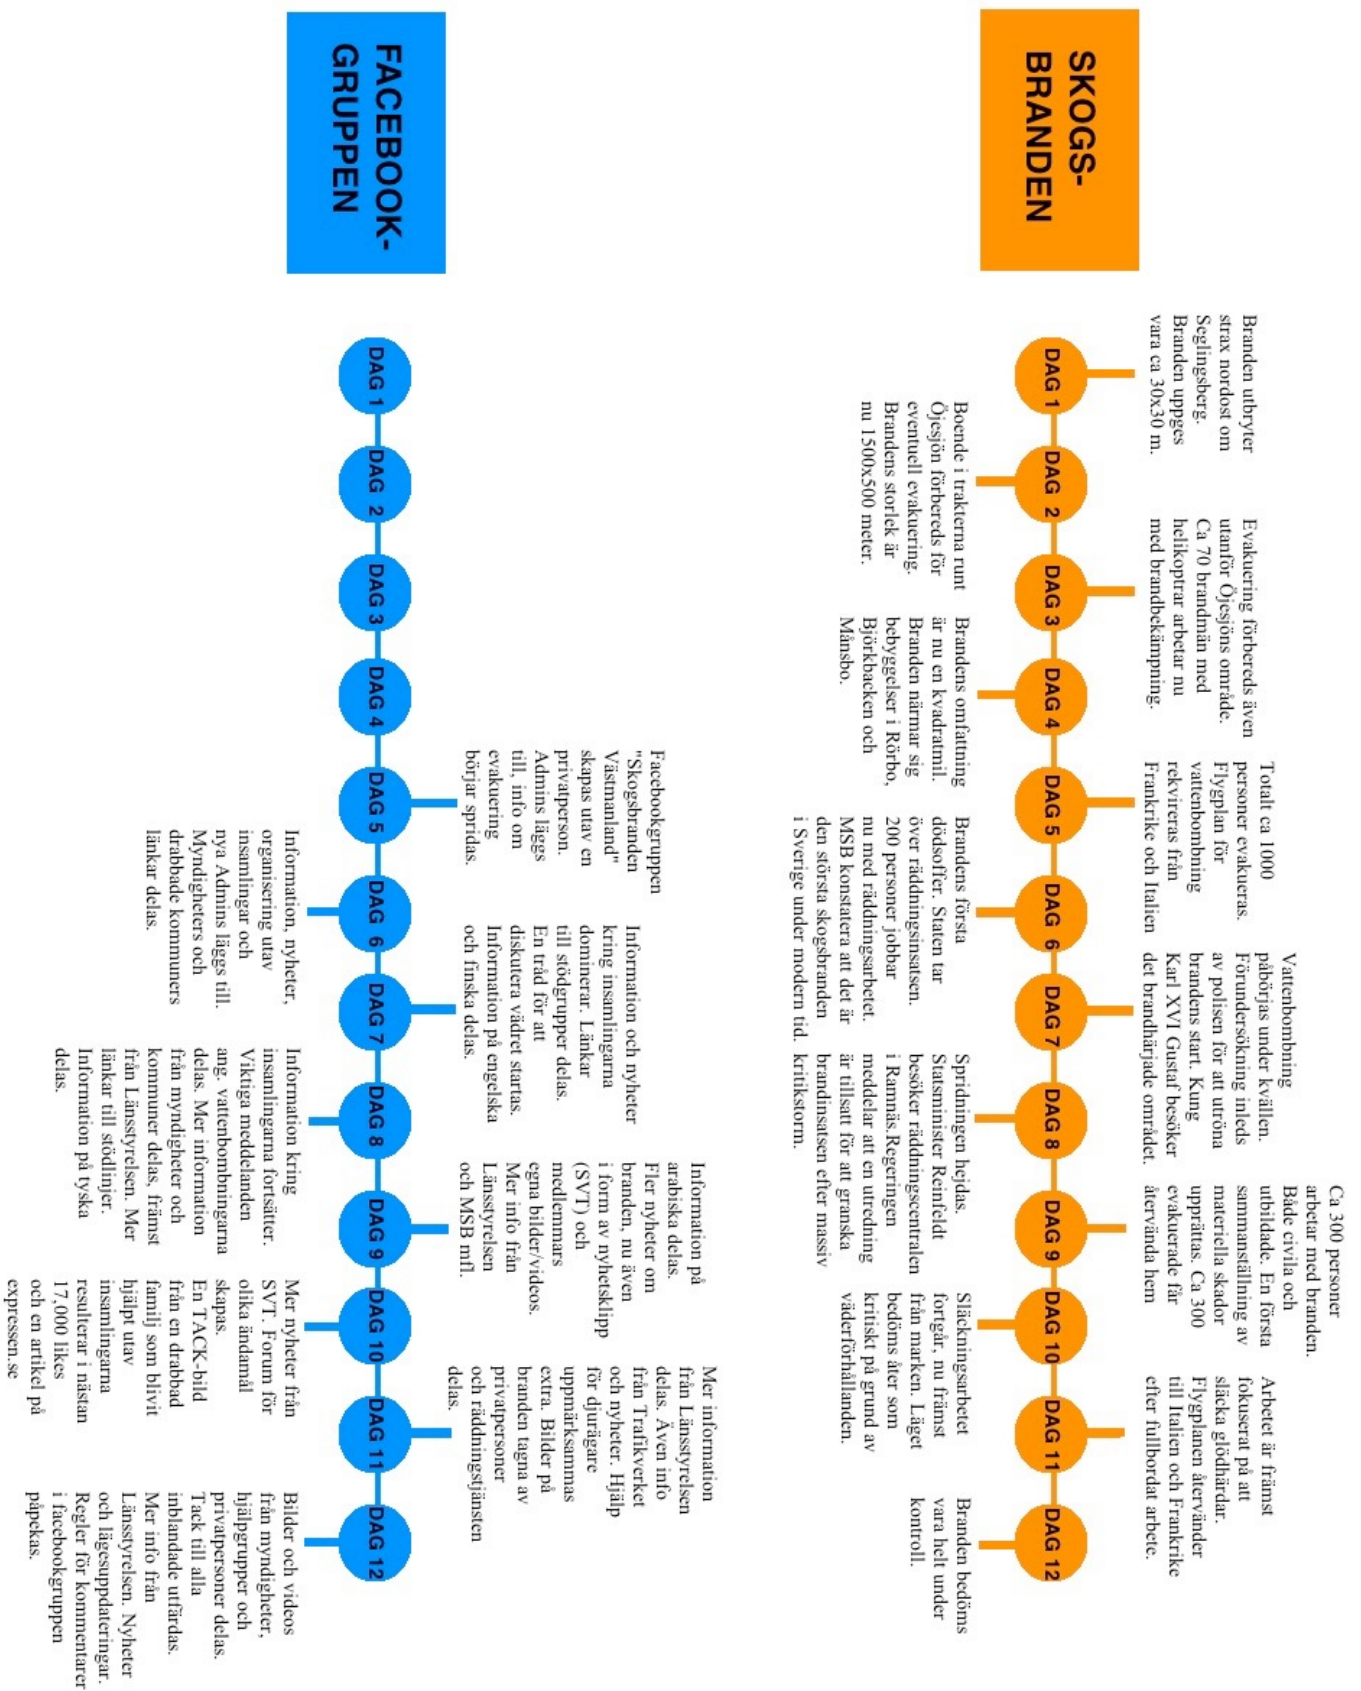 SKOGS-
BRANDEN
DAG 1
DAG 2
DAG 3
DAG 4
DAG 5
DAG 6
DAG 7
DAG 8
DAG 9
DAG 10
DAG 11
DAG 12
Branden utbryter
strax nordost om
Seglingsberg.
Branden uppges
vara ca 30x30 m.
Boende i trakterna runt
Öjesjön förbereds för
eventuell evakuering.
Brandens storlek är
nu 1500x500 meter.
Evakuering förbereds även
utanför Öjesjöns område.
Ca 70 brandmän med
helikoptrar arbetar nu
med brandbekämpning.
Brandens omfattning
är nu en kvadratmil.
Branden närmar sig
bebyggelser i Rörbo,
Björkbacken och
Månsbo.
Totalt ca 1000
personer evakueras.
Flygplan för
vattenbombning
rekvireras från
Frankrike och Italien
Brandens första
dödsoffer. Staten tar
över räddningsinsatsen.
200 personer jobbar
nu med räddningsarbetet.
MSB konstatera att det är
den största skogsbranden
i Sverige under modern tid.
Vattenbombning
påbörjas under kvällen.
Förundersökning inleds
av polisen för att utröna
brandens start. Kung
Karl XVI Gustaf besöker
det brandhärjade området.
Spridningen hejdas.
Statsminister Reinfeldt
besöker räddningscentralen
i Ramnäs.Regeringen
meddelar att en utredning
är tillsatt för att granska
brandinsatsen efter massiv
kritikstorm.
Ca 300 personer
arbetar med branden.
Både civila och
utbildade. En första
sammanställning av
materiella skador
upprättas. Ca 300
evakuerade får
återvända hem
Släckningsarbetet
forgår, nu främst
från marken. Läget
bedöms åter som
kritiskt på grund av
väderförhållanden.
Arbetet är främst
fokuserat på att
släcka glödhärdar.
Flygplanen återvänder
till Italien och Frankrike
efter fullbordat arbete.
Branden bedöms
vara helt under
kontroll.
FACEBOOK-
GRUPPEN
DAG 1
DAG 2
DAG 3
DAG 4
DAG 5
DAG 6
DAG 7
DAG 8
DAG 9
DAG 10
DAG 11
DAG 12
Facebookgruppen
"Skogsbranden
Västmanland"
skapas utav en
privatperson.
Admins läggs
till, info om
evakuering
börjar spridas.
Information, nyheter,
organisering utav
insamlingar och
nya Admins läggs till.
Myndigheters och
drabbade kommuners
länkar delas.
Information och nyheter
kring insamlingarna
dominerar. Länkar
till stödgrupper delas.
En tråd för att
diskutera vädret startas.
Information på engelska
och finska delas.
Information kring
insamlingarna fortsätter.
Viktiga meddelanden
ang. vattenbombningarna
delas. Mer information
från myndigheter och
kommuner delas, främst
från Länsstyrelsen. Mer
länkar till stödlinjer.
Information på tyska
delas.
Information på
arabiska delas.
Fler nyheter om
branden, nu även
i form av nyhetsklipp
(SVT) och
medlemmars
egna bilder/videos.
Mer info från
Länsstyrelsen
och MSB mfl.
Mer nyheter från
SVT. Forum för
olika ändamål
skapas.
En TACK-bild
från en drabbad
familj som blivit
hjälpt utav
insamlingarna
resulterar i nästan
17,000 likes
och en artikel på
expressen.se
Mer information
från Länsstyrelsen
delas. Även info
från Trafikverket
och nyheter. Hjälp
för djurägare
uppmärksammas
extra. Bilder på
branden tagna av
privatpersoner
och räddningstjänsten
delas.
Bilder och videos
från myndigheter,
hjälpgrupper och
privatpersoner delas.
Tack till alla
inblandade utfärdas.
Mer info från
Länsstyrelsen. Nyheter
och lägesuppdateringar.
Regler för kommentarer
i facebookgruppen
påpekas.